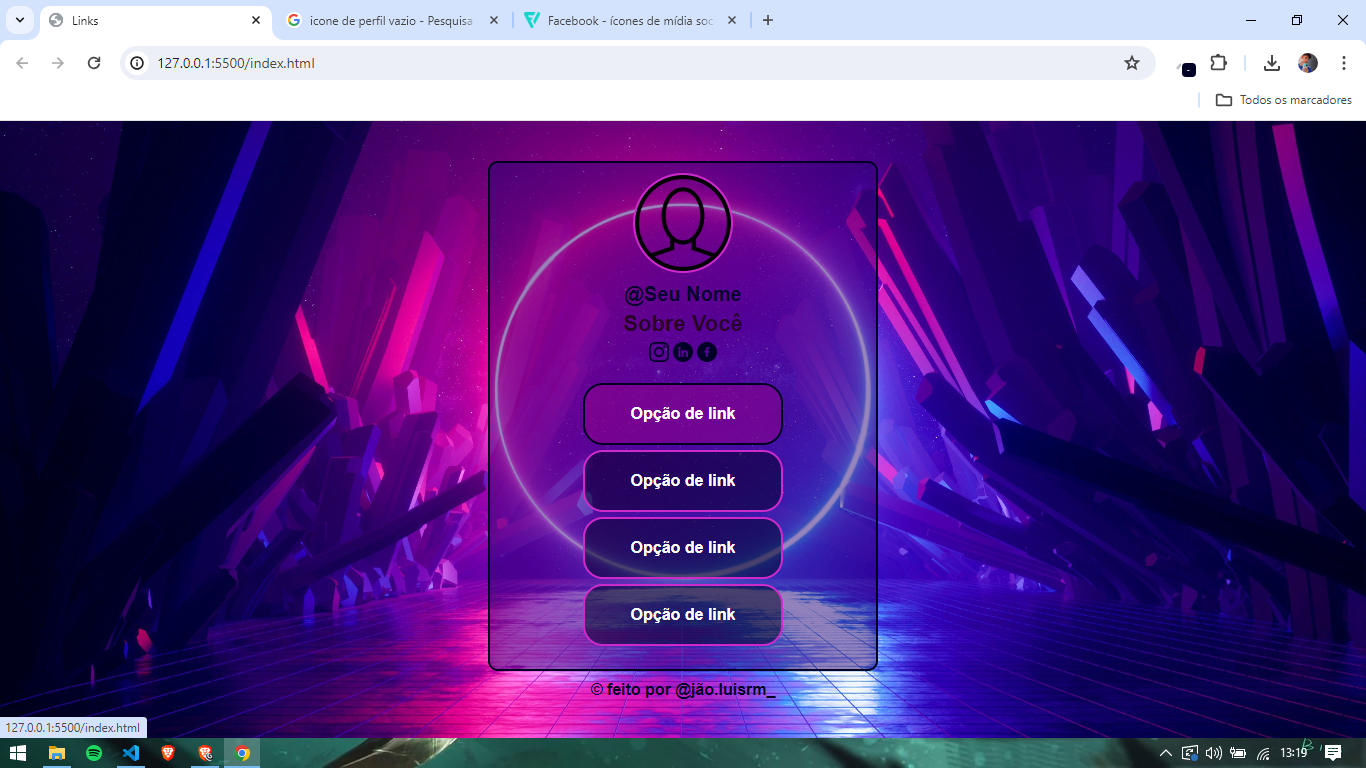 Links
icone de perfil vazio - Pesquisa
Facebook - ícones de mídia soc
127.0.0.1:5500/index.html
Todos os marcadores
@Seu Nome
Sobre Você
Opção de link
Opção de link
Opção de link
Opção de link
© feito por @jão.luisrm_
127.0.0.1:5500/index.html
13:19